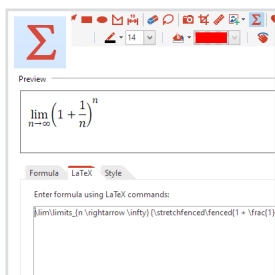 Σ
14
Preview
lim n→∞ (1 + 1/n)^n
Formula LaTeX Style
Enter formula using LaTeX commands:
\lim\limits_{n \rightarrow \infty} {\stretchfenced\fenced{1 + \frac{1}